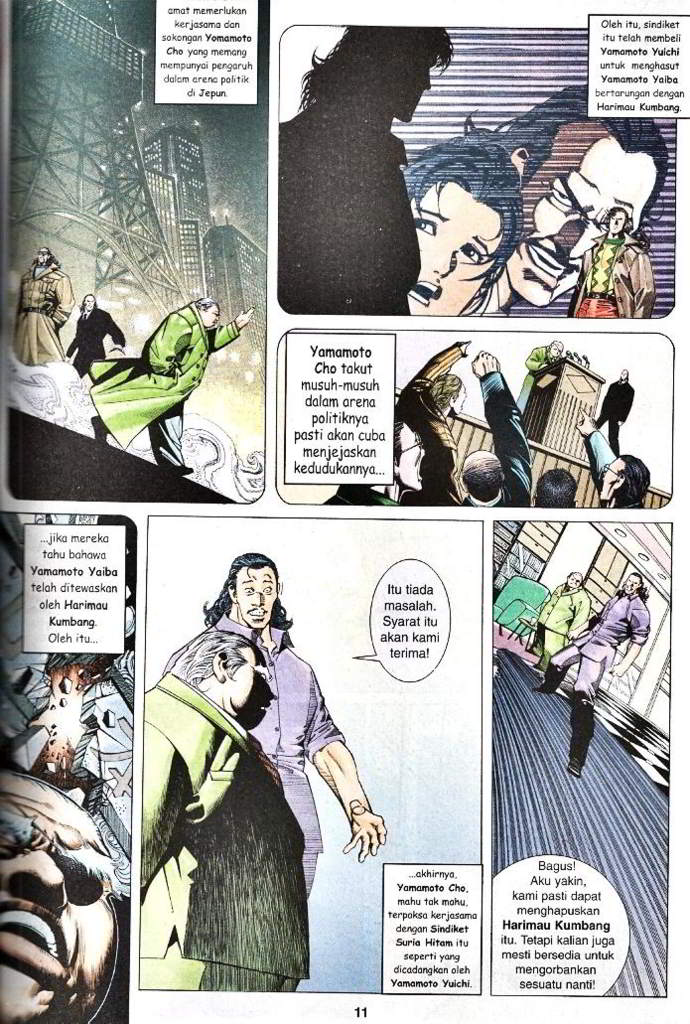 amat memerlukan
kerjasama dan
sokongan Yomamoto
Cho yang memang
mempunyai pengaruh
dalam arena politik
di Jepun.
Oleh itu, sindiket
itu telah membeli
Yamamoto Yuichi
untuk menghasut
Yamamoto Yaiba
bertarungan dengan
Harimau Kumbang.
Yamamoto
Cho takut
musuh-musuh
dalam arena
politiknya
pasti akan cuba
menjejaskan
kedudukannya...
...jika mereka
tahu bahawa
Yamamoto Yaiba
telah ditewaskan
oleh Harimau
Kumbang.
Oleh itu...
Itu tiada
masalah.
Syarat itu
akan kami
terima!
...akhirnya,
Yamamoto Cho,
mahu tak mahu,
terpaksa kerjasama
dengan Sindiket
Suria Hitam itu
seperti yang
dicadangkan oleh
Yamamoto Yuichi.
Bagus!
Aku yakin,
kami pasti dapat
menghapuskan
Harimau Kumbang
itu. Tetapi kalian juga
mesti bersedia untuk
mengorbankan
sesuatu nanti!
11